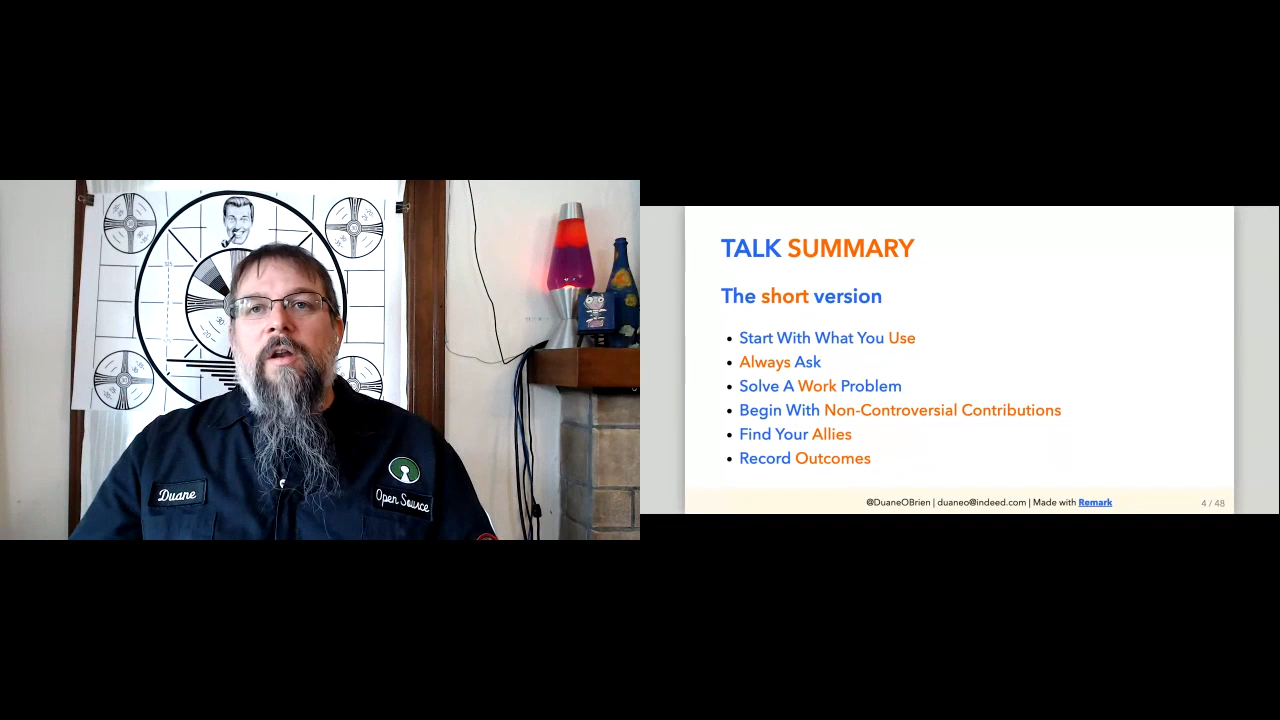 Duane
Open Source
TALK SUMMARY
The short version
Start With What You Use
Always Ask
Solve A Work Problem
Begin With Non-Controversial Contributions
Find Your Allies
Record Outcomes
@DuaneOBrien | duaneo@indeed.com | Made with Remark
4 / 48